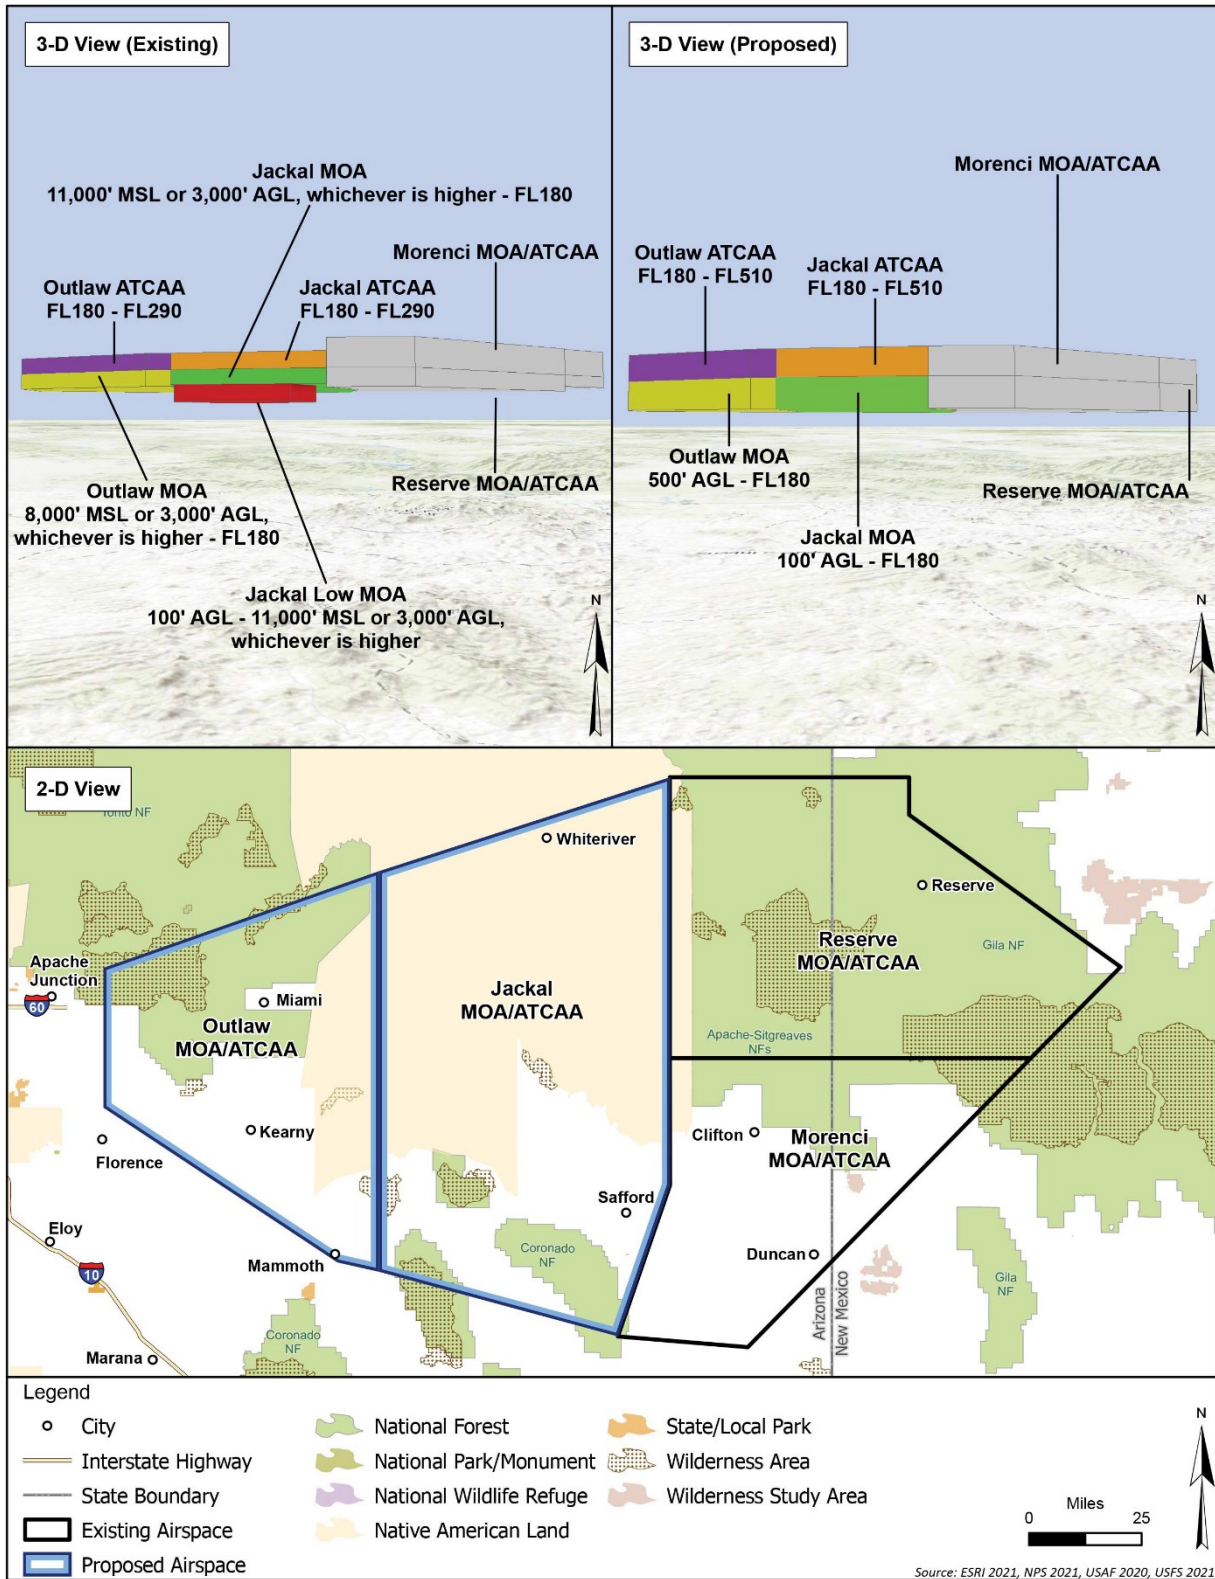 3-D View (Existing)
Jackal MOA
11,000' MSL or 3,000' AGL, whichever is higher - FL180
Morenci MOA/ATCAA
Outlaw ATCAA
FL180 - FL290
Jackal ATCAA
FL180 - FL290
Outlaw MOA
8,000' MSL or 3,000' AGL,
whichever is higher - FL180
Reserve MOA/ATCAA
Jackal Low MOA
100' AGL - 11,000' MSL or 3,000' AGL,
whichever is higher
N
3-D View (Proposed)
Morenci MOA/ATCAA
Outlaw ATCAA
FL180 - FL510
Jackal ATCAA
FL180 - FL510
Outlaw MOA
500' AGL - FL180
Reserve MOA/ATCAA
Jackal MOA
100' AGL - FL180
N
2-D View
Tonto NF
Whiteriver
Reserve
Reserve
MOA/ATCAA
Gila NF
Apache
Junction
60
Miami
Jackal
MOA/ATCAA
Outlaw
MOA/ATCAA
Apache-Sitgreaves
NFs
Kearny
Clifton
Morenci
MOA/ATCAA
Florence
Safford
Eloy
Mammoth
Coronado
NF
Duncan
10
Gila
NF
Arizona
New Mexico
Coronado
NF
Marana
Legend
City
Interstate Highway
State Boundary
Existing Airspace
Proposed Airspace
National Forest
National Park/Monument
National Wildlife Refuge
Native American Land
State/Local Park
Wilderness Area
Wilderness Study Area
N
Miles
0 25
Source: ESRI 2021, NPS 2021, USAF 2020, USFS 2021